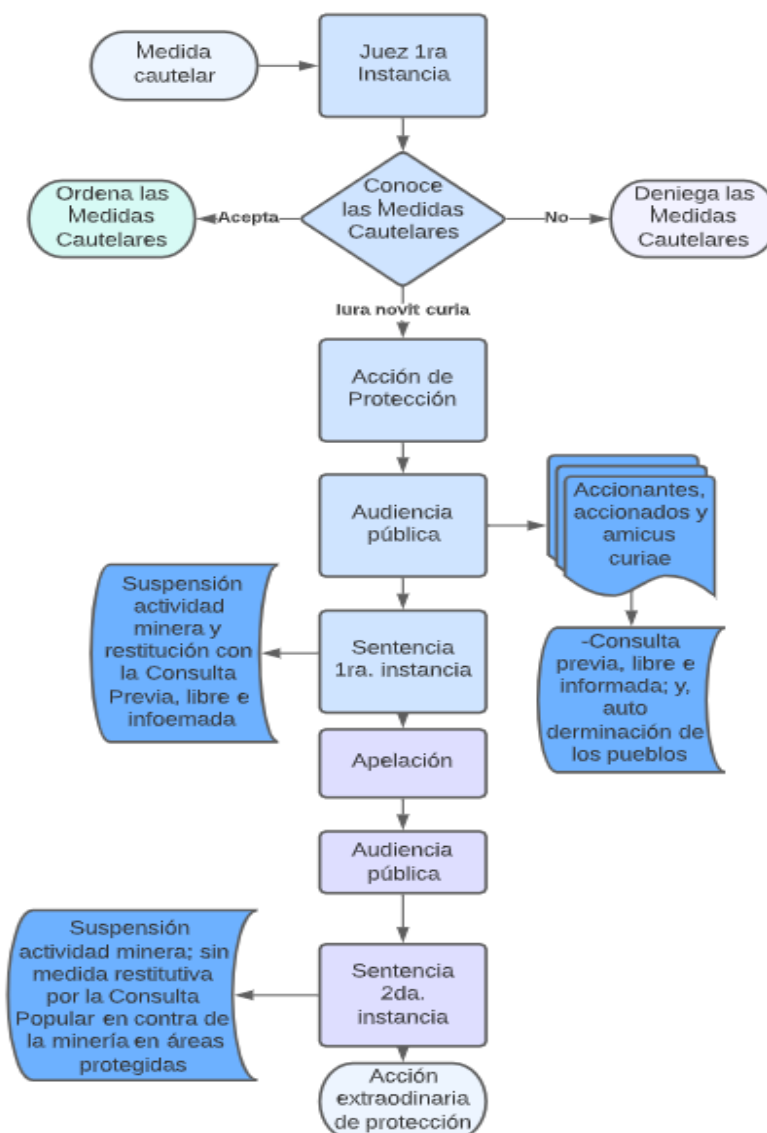 Medida
cautelar
Juez 1ra
Instancia
Conoce
las Medidas
Cautelares
Acepta
Ordena las
Medidas
Cautelares
No
Deniega las
Medidas
Cautelares
Iura novit curia
Acción de
Protección
Audiencia
pública
Accionantes,
accionados y
amicus
curiae
-Consulta
previa, libre e
informada; y,
auto
derminación de
los pueblos
Sentencia
1ra. instancia
Suspensión
actividad
minera y
restitución con
la Consulta
Previa, libre e
infoemada
Apelación
Audiencia
pública
Sentencia
2da.
instancia
Suspensión
actividad minera; sin
medida restitutiva
por la Consulta
Popular en contra de
la minería en áreas
protegidas
Acción
extraodinaria
de protección